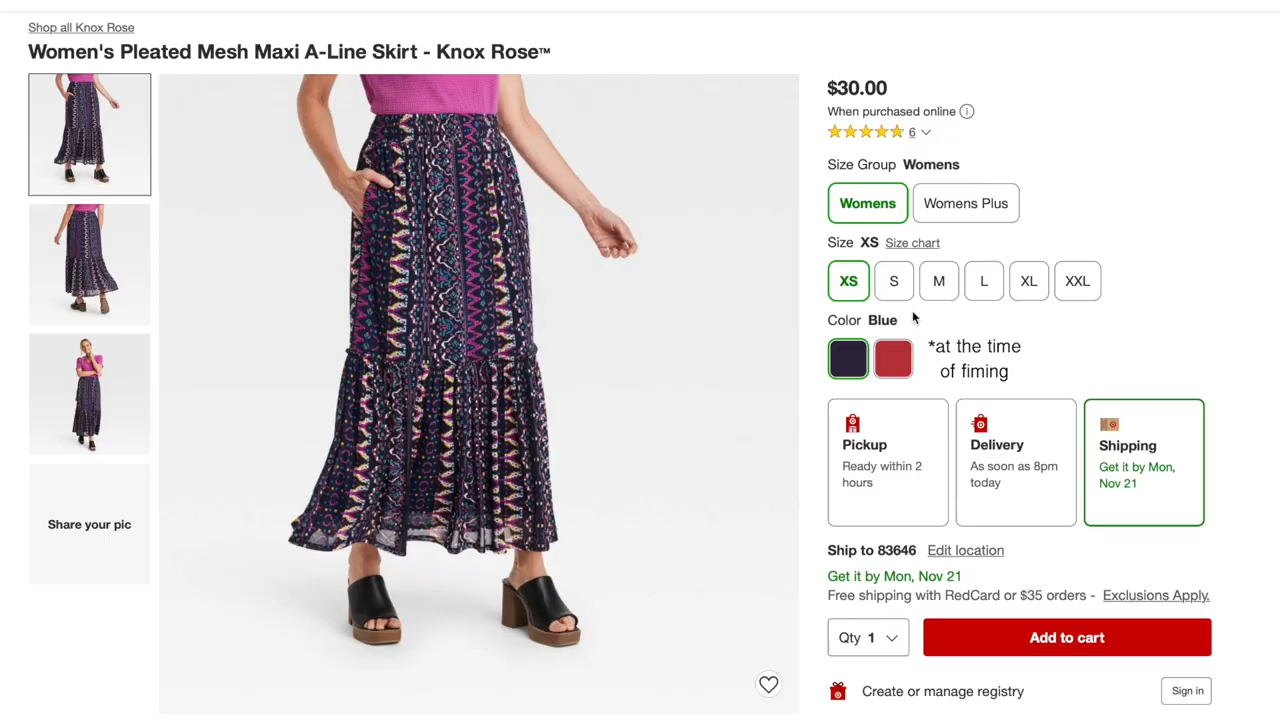 Shop all Knox Rose
Women's Pleated Mesh Maxi A-Line Skirt - Knox Rose™
Share your pic
$30.00
When purchased online
6
Size Group Womens
Womens
Womens Plus
Size XS Size chart
XS S M L XL XXL
Color Blue
*at the time
of fiming
Pickup
Ready within 2
hours
Delivery
As soon as 8pm
today
Shipping
Get it by Mon,
Nov 21
Ship to 83646 Edit location
Get it by Mon, Nov 21
Free shipping with RedCard or $35 orders - Exclusions Apply.
Qty 1
Add to cart
Create or manage registry
Sign in